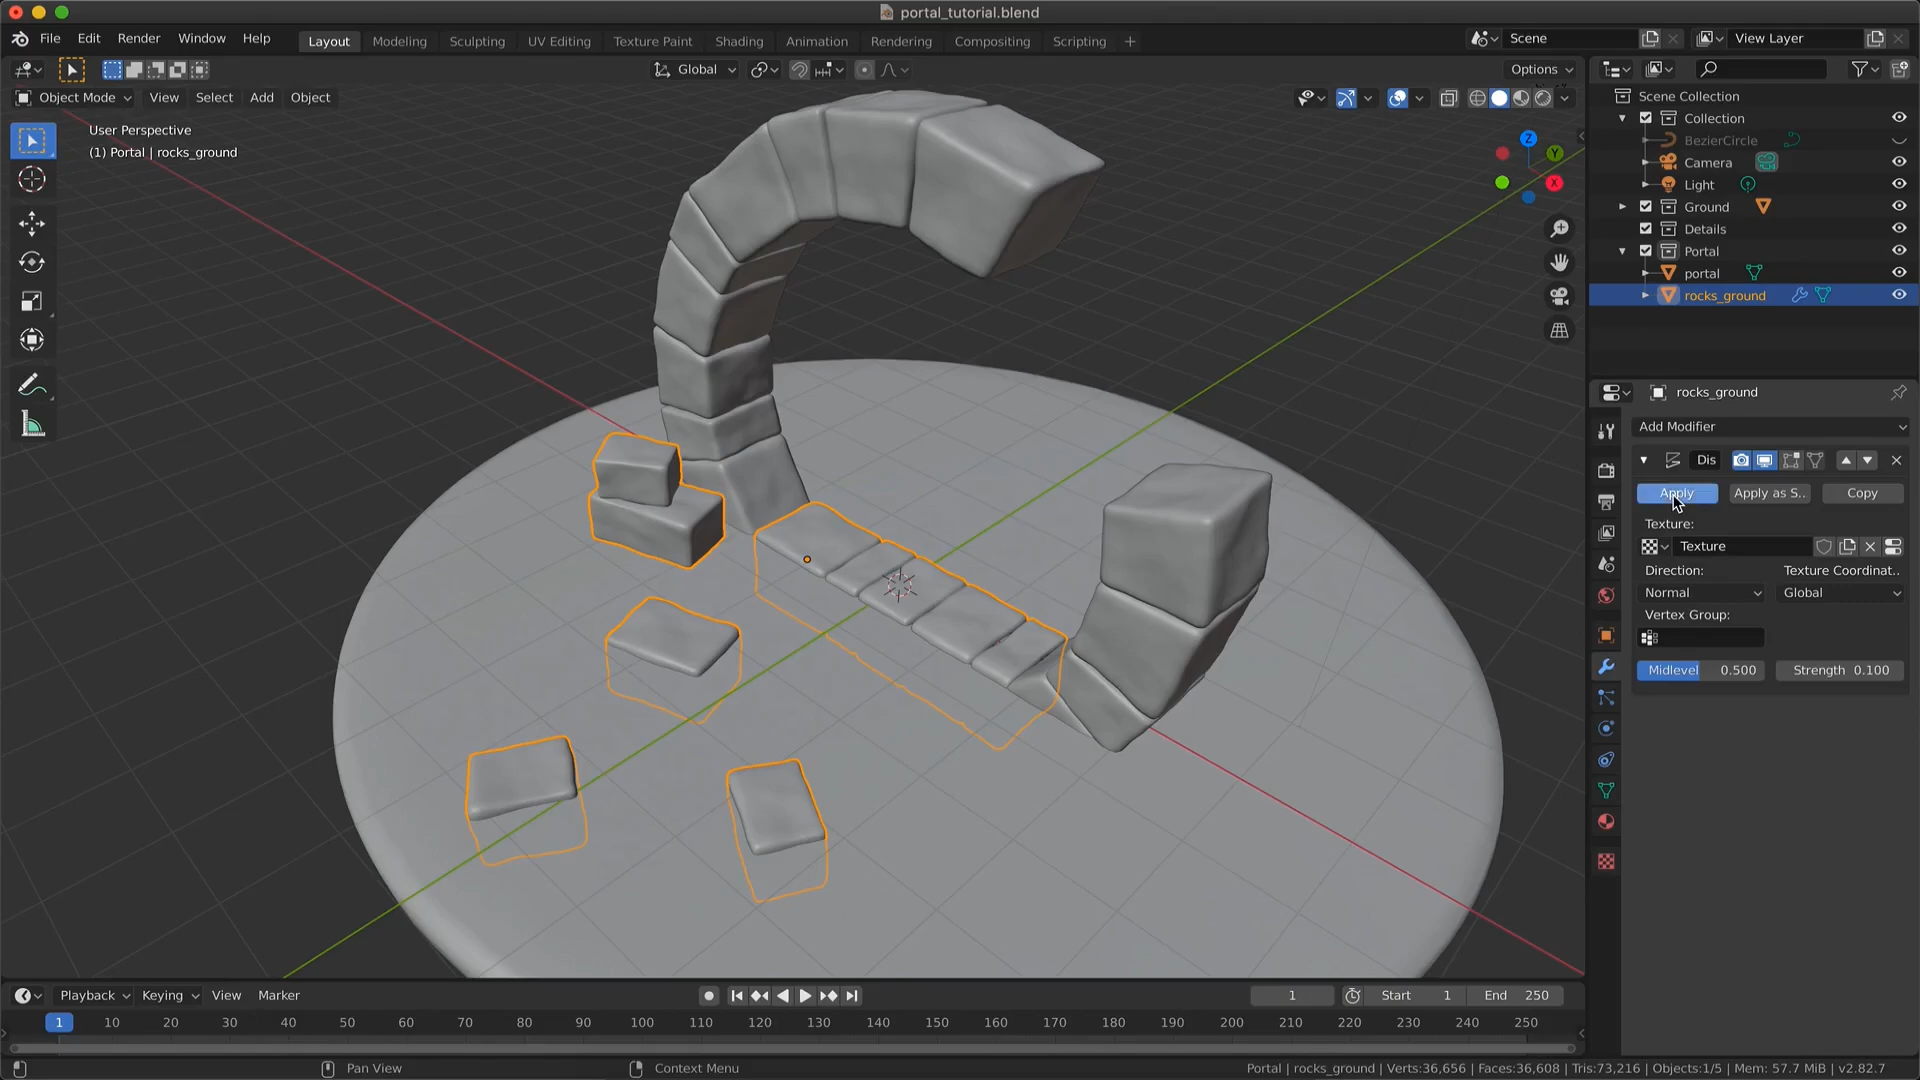 portal_tutorial.blend
File Edit Render Window Help Layout Modeling Sculpting UV Editing Texture Paint Shading Animation Rendering Compositing Scripting + Scene View Layer
Global Options
Object Mode View Select Add Object
User Perspective
(1) Portal | rocks_ground
Z
Y
X
Scene Collection
Collection
BezierCircle
Camera
Light
Ground
Details
Portal
portal
rocks_ground
rocks_ground
Add Modifier
Dis
Apply Apply as S.. Copy
Texture:
Texture
Direction: Texture Coordinat..
Normal Global
Vertex Group:
Midlevel 0.500 Strength 0.100
Playback Keying View Marker 1 Start 1 End 250
1 10 20 30 40 50 60 70 80 90 100 110 120 130 140 150 160 170 180 190 200 210 220 230 240 250
Pan View Context Menu Portal | rocks_ground | Verts:36,656 | Faces:36,608 | Tris:73,216 | Objects:1/5 | Mem: 57.7 MiB | v2.82.7